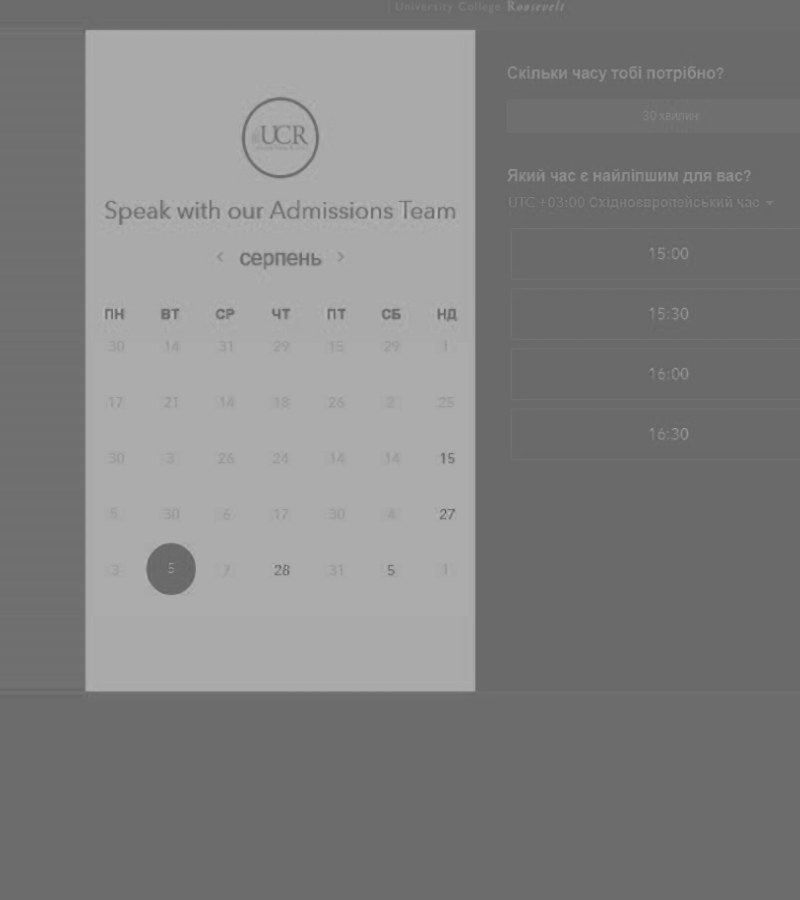 University College Roosevelt
UCR
Speak with our Admissions Team
< серпень >
ПН ВТ СР ЧТ ПТ СБ НД
30 14 31 29 15 29 1
17 21 14 18 26 2 25
30 3 26 24 14 14 15
5 30 6 17 30 4 27
3 5 7 28 31 5 1
Скільки часу тобі потрібно?
30 хвилин
Який час є найліпшим для вас?
UTC +03:00 Східноєвропейський час
15:00
15:30
16:00
16:30